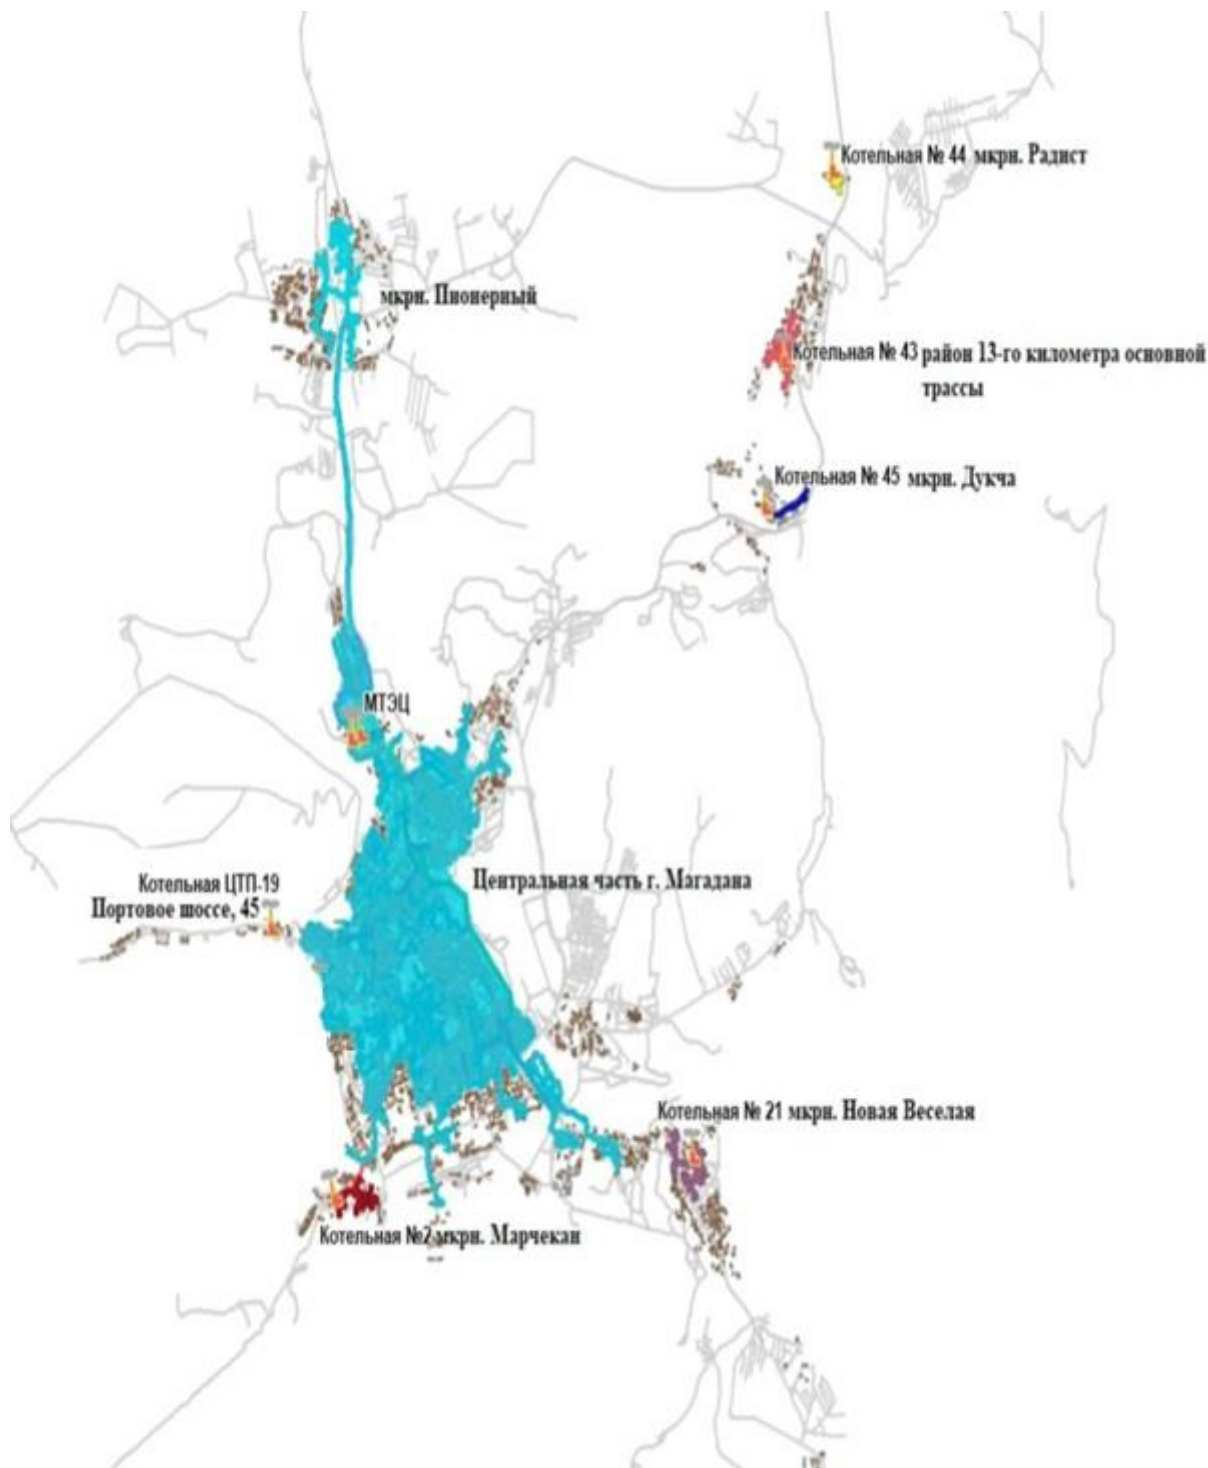 Котельная № 44 мкрн. Радист
мкрн. Пионерный
Котельная № 43 район 13-го километра основной
трассы
Котельная № 45 мкрн. Дукча
МТЭЦ
Котельная ЦТП-19
Портовое шоссе, 45
Центральная часть г. Магадана
Котельная № 21 мкрн. Новая Веселая
Котельная №2 мкрн. Марчекан